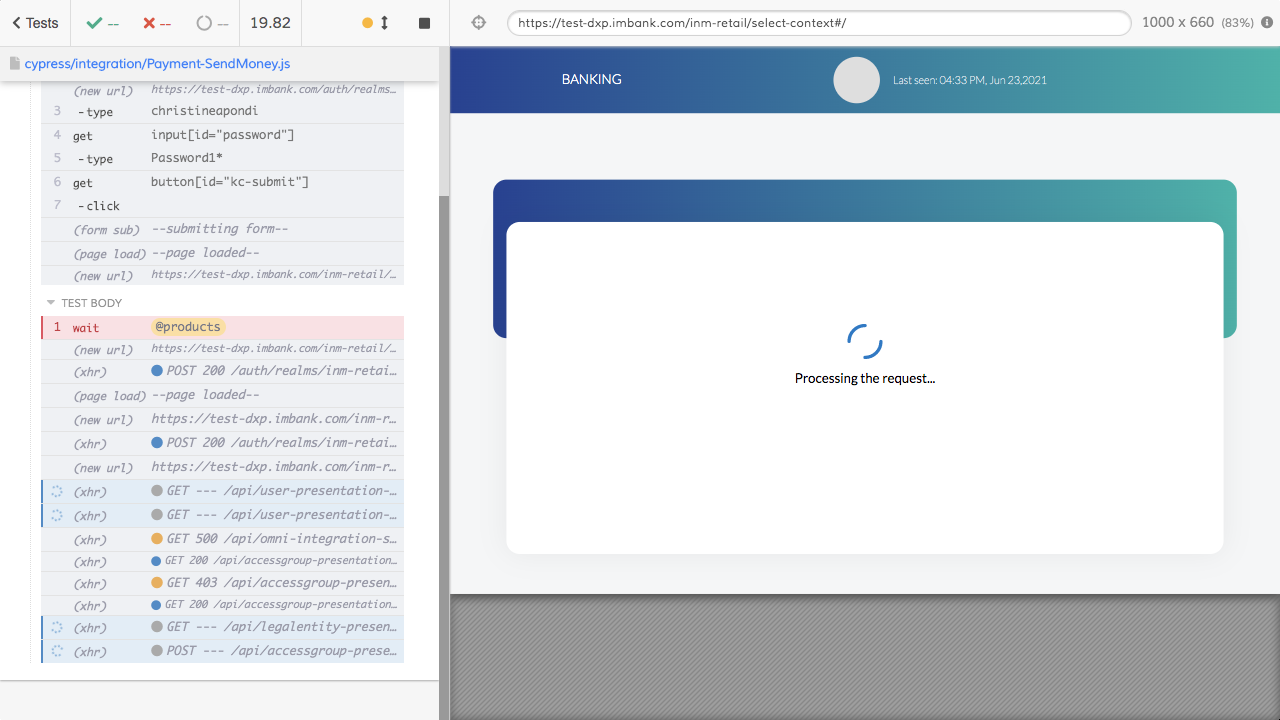 Tests
--
--
--
19.82
https://test-dxp.imbank.com/inm-retail/select-context#/
1000 x 660 (83%)
cypress/integration/Payment-SendMoney.js
(new url) https://test-dxp.imbank.com/auth/realms…
3 -type christineapondi
4 get input[id="password"]
5 -type Password1*
6 get button[id="kc-submit"]
7 -click
(form sub) --submitting form--
(page load) --page loaded--
(new url) https://test-dxp.imbank.com/inm-retail/…
TEST BODY
1 wait @products
(new url) https://test-dxp.imbank.com/inm-retail/…
(xhr) POST 200 /auth/realms/inm-retai…
(page load) --page loaded--
(new url) https://test-dxp.imbank.com/inm-r…
(xhr) POST 200 /auth/realms/inm-retai…
(new url) https://test-dxp.imbank.com/inm-r…
(xhr) GET --- /api/user-presentation-…
(xhr) GET --- /api/user-presentation-…
(xhr) GET 500 /api/omni-integration-s…
(xhr) GET 200 /api/accessgroup-presentation…
(xhr) GET 403 /api/accessgroup-presen…
(xhr) GET 200 /api/accessgroup-presentation…
(xhr) GET --- /api/legalentity-presen…
(xhr) POST --- /api/accessgroup-prese…
BANKING
Last seen: 04:33 PM, Jun 23,2021
Processing the request...